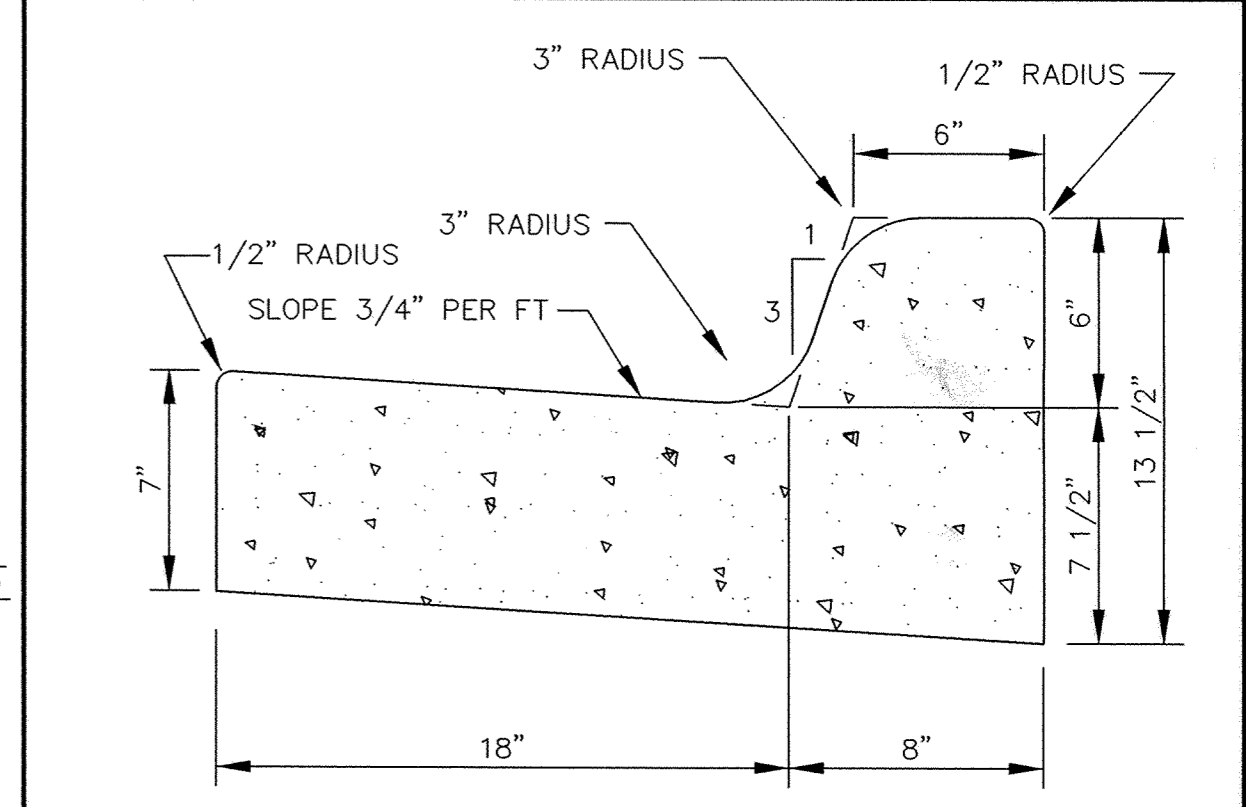 3” RADIUS
1/2” RADIUS
6”
3” RADIUS
1
1/2” RADIUS
SLOPE 3/4” PER FT
3
6”
7”
13 1/2”
7 1/2”
18”
8”